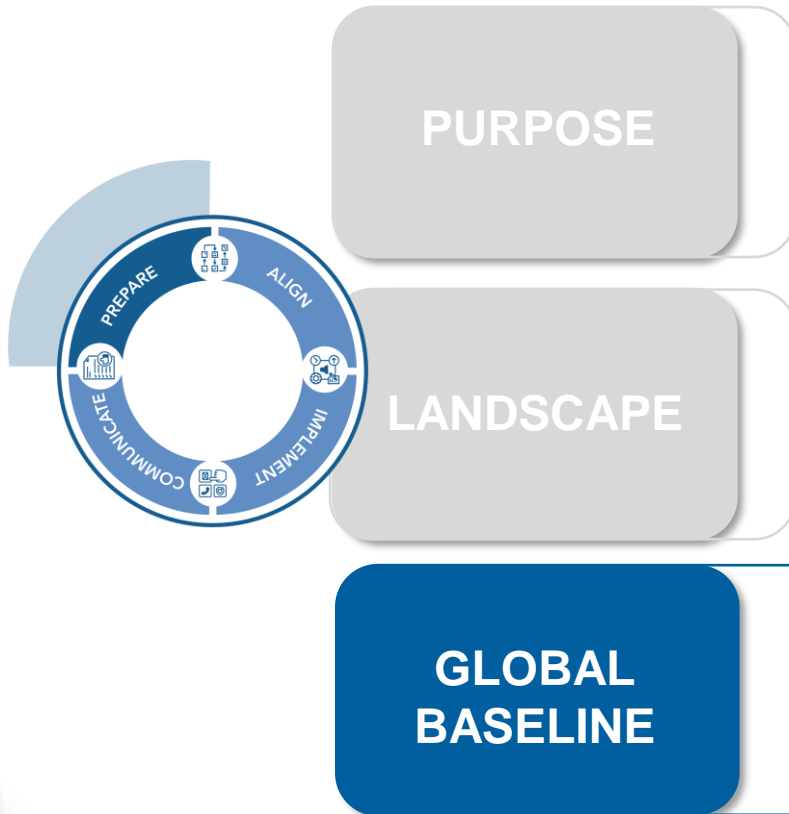 PURPOSE
PREPARE
ALIGN
LANDSCAPE
COMMUNICATE
IMPLEMENT
GLOBAL
BASELINE